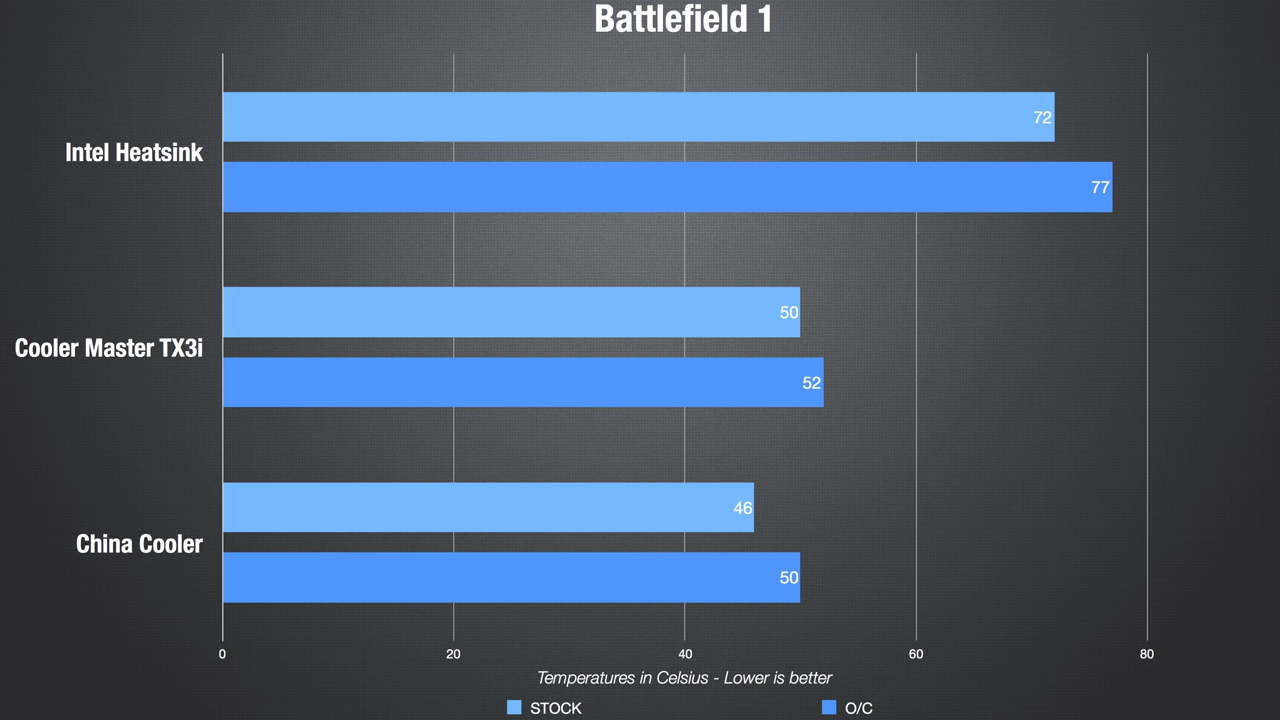 Battlefield 1
Intel Heatsink
72
77
Cooler Master TX3i
50
52
China Cooler
46
50
0 20 40 60 80
Temperatures in Celsius - Lower is better
STOCK O/C